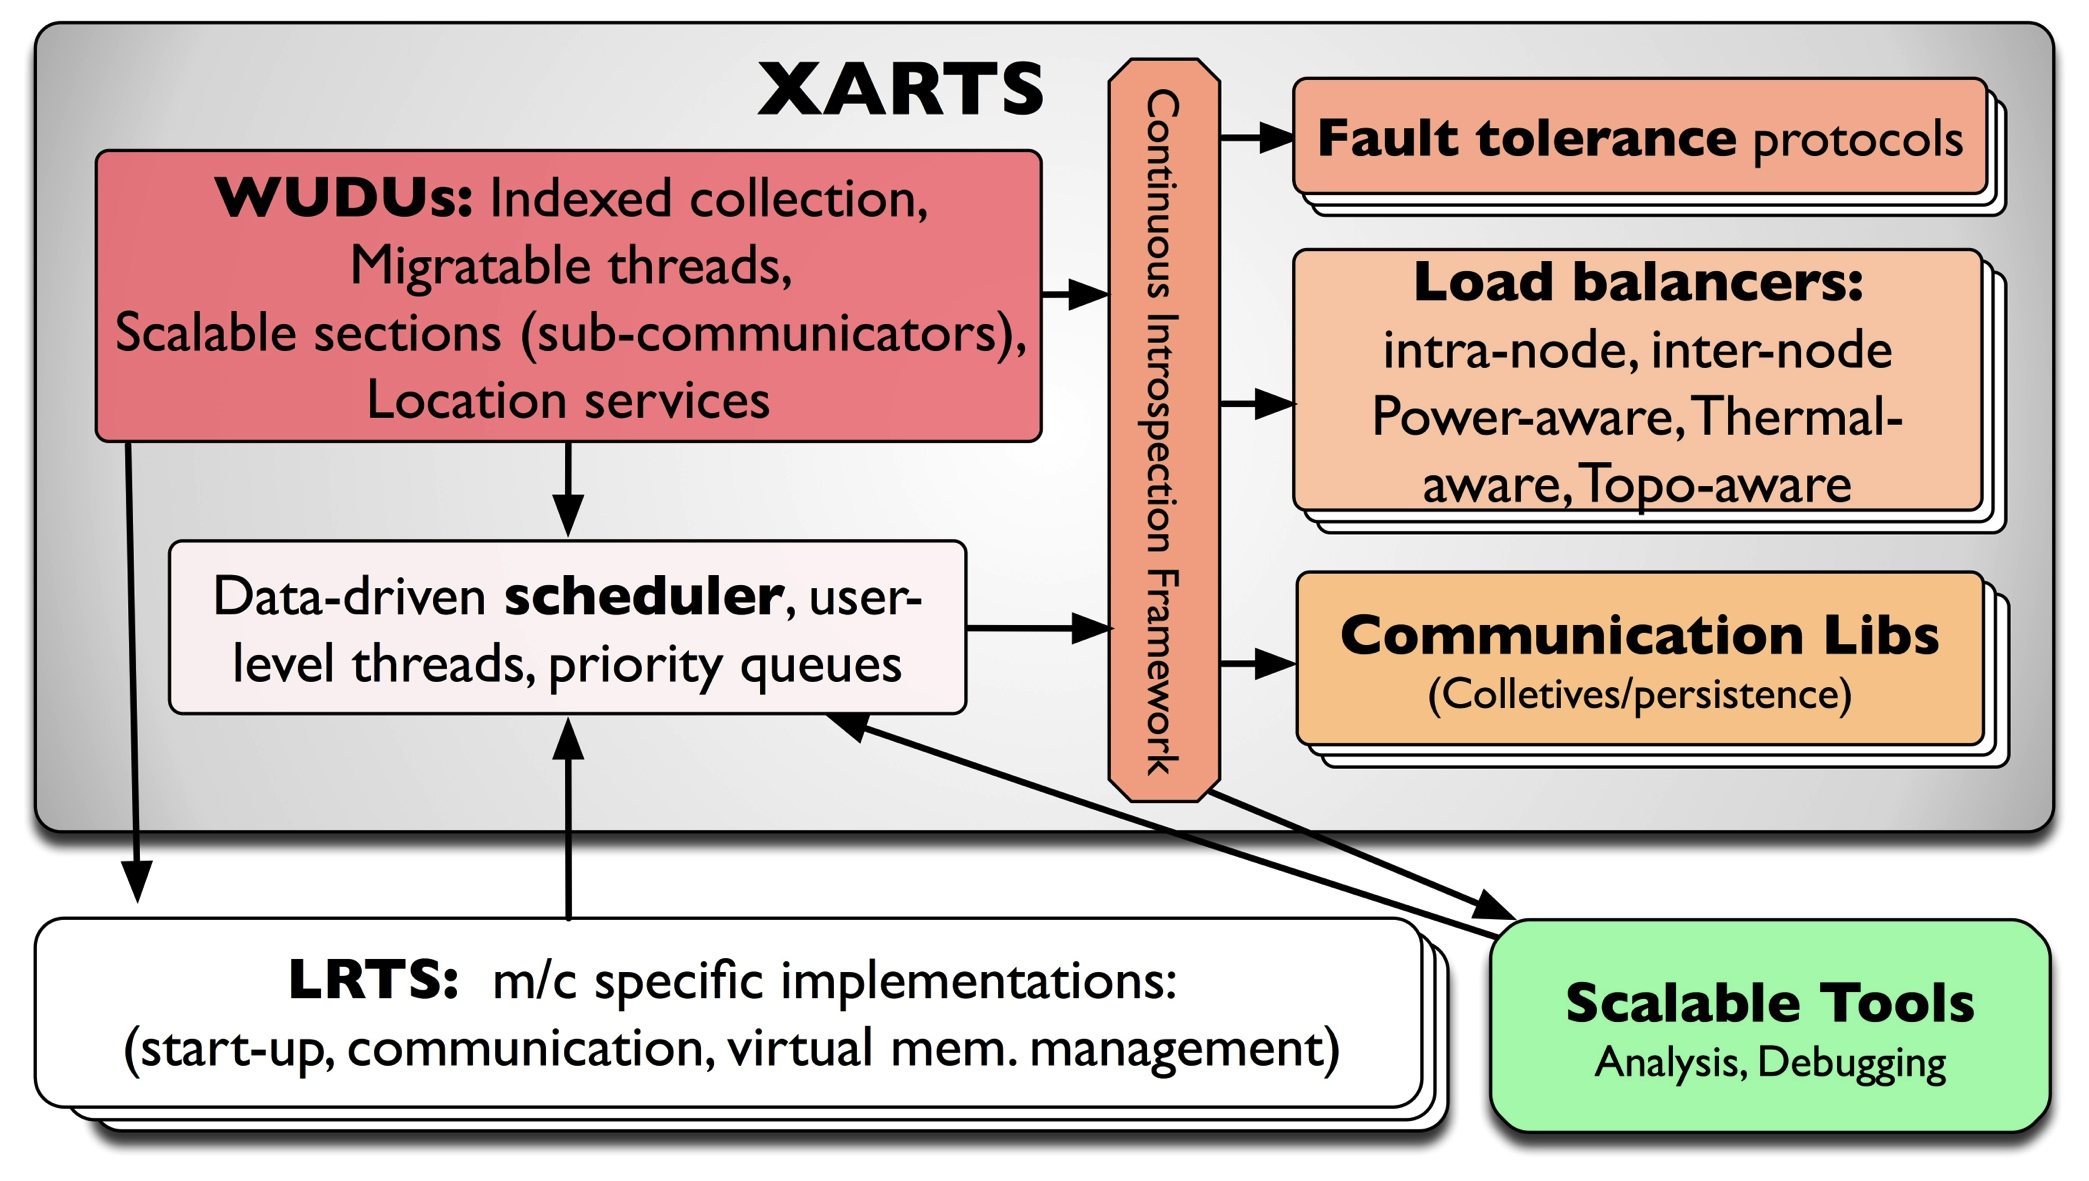 XARTS
WUDUs: Indexed collection,
Migratable threads,
Scalable sections (sub-communicators),
Location services
Data-driven scheduler, user-
level threads, priority queues
Continuous Introspection Framework
Fault tolerance protocols
Load balancers:
intra-node, inter-node
Power-aware, Thermal-
aware, Topo-aware
Communication Libs
(Colletives/persistence)
LRTS: m/c specific implementations:
(start-up, communication, virtual mem. management)
Scalable Tools
Analysis, Debugging